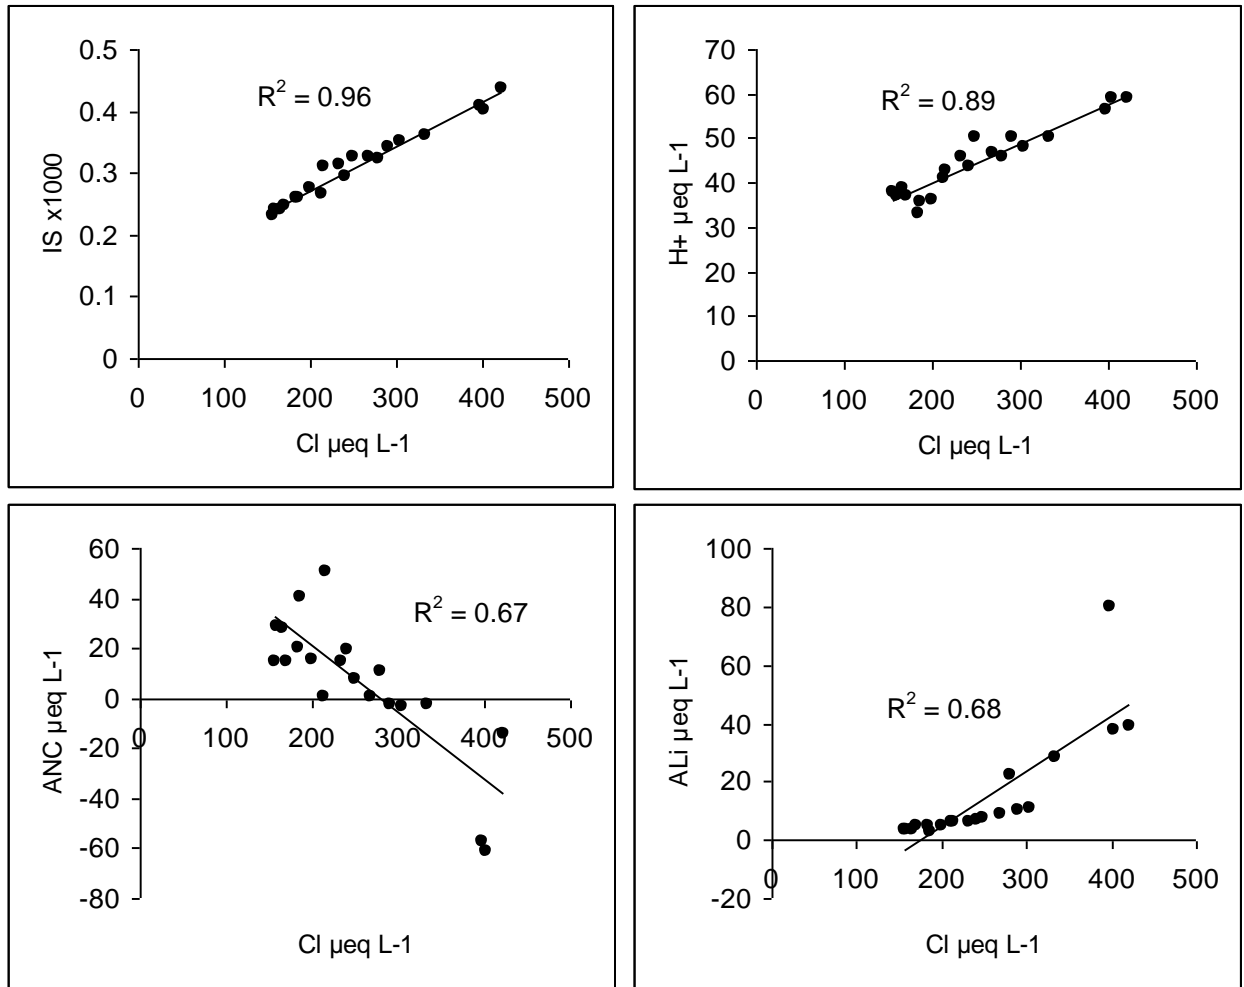 0.5
0.4
0.3
0.2
0.1
0
IS x1000
R² = 0.96
0 100 200 300 400 500
Cl µeq L-1
70
60
50
40
30
20
10
0
H+ µeq L-1
R² = 0.89
0 100 200 300 400 500
Cl µeq L-1
60
40
20
0
-20
-40
-60
-80
ANC µeq L-1
R² = 0.67
0 100 200 300 400 500
Cl µeq L-1
100
80
60
40
20
0
-20
ALi µeq L-1
R² = 0.68
0 100 200 300 400 500
Cl µeq L-1